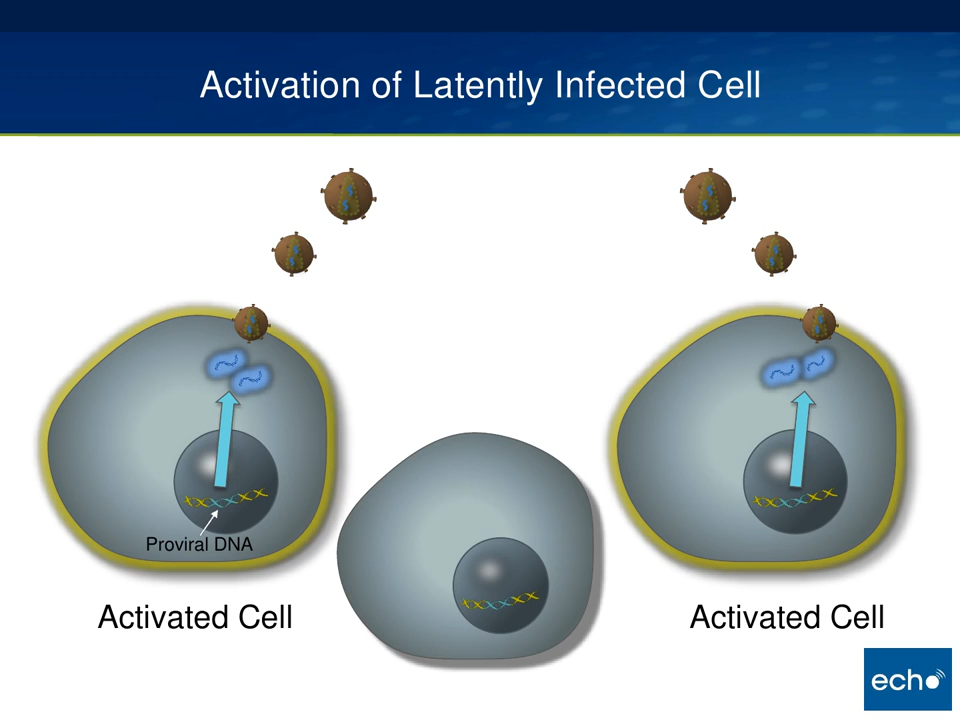 Activation of Latently Infected Cell
Proviral DNA
Activated Cell
Activated Cell
echo